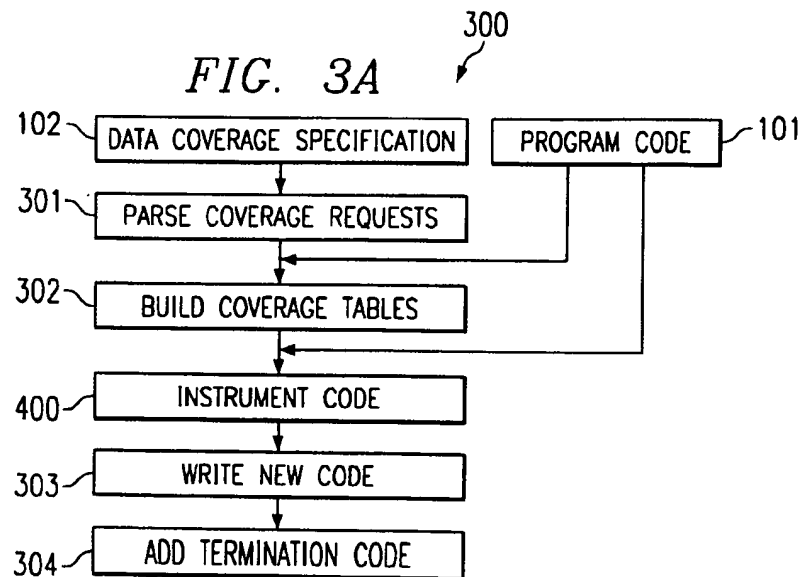 300
FIG. 3A
102
DATA COVERAGE SPECIFICATION
PROGRAM CODE
101
301
PARSE COVERAGE REQUESTS
302
BUILD COVERAGE TABLES
400
INSTRUMENT CODE
303
WRITE NEW CODE
304
ADD TERMINATION CODE